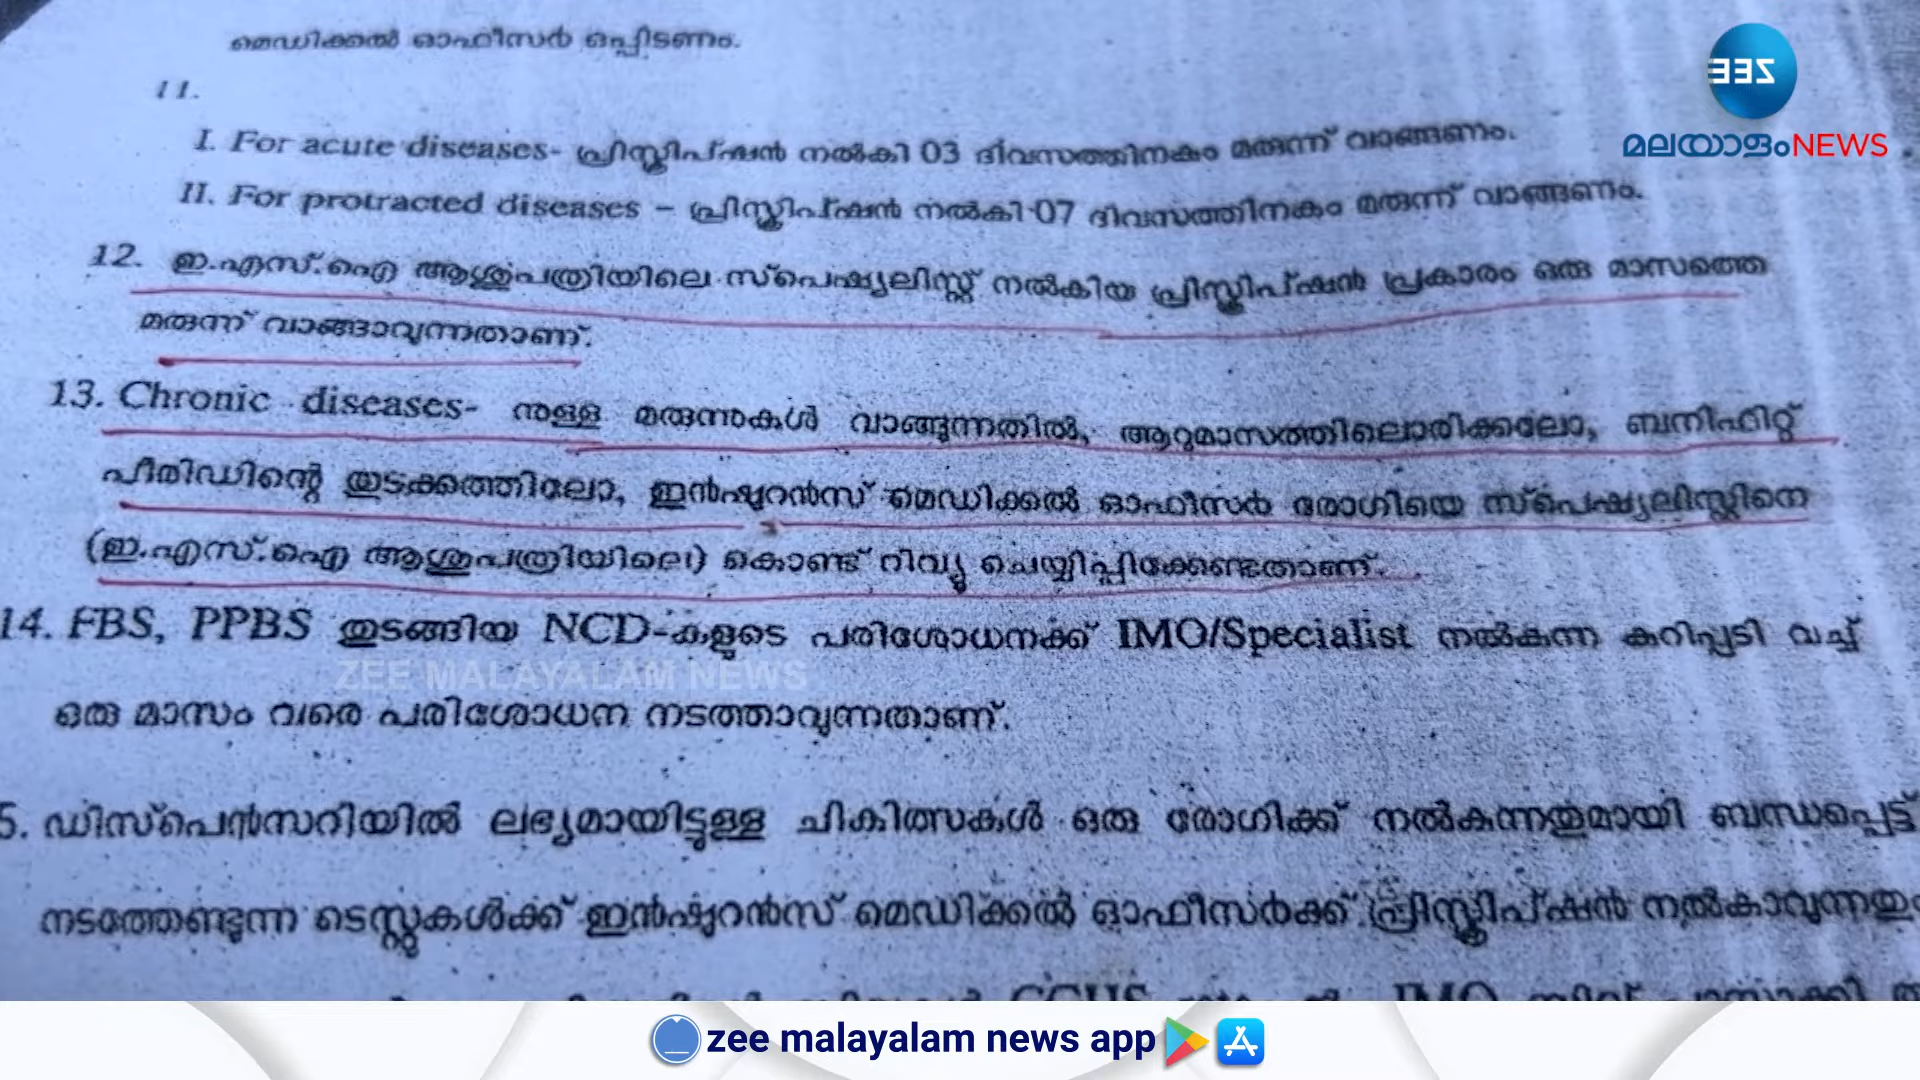 മെഡിക്കൽ ഓഫീസർ ഒപ്പിടണം.
11.
I. For acute diseases- പ്രിസ്ക്രിപ്ഷൻ നൽകി 03 ദിവസത്തിനകം മരുന്ന് വാങ്ങണം.
II. For protracted diseases – പ്രിസ്ക്രിപ്ഷൻ നൽകി 07 ദിവസത്തിനകം മരുന്ന് വാങ്ങണം.
12. ഇ.എസ്.ഐ ആശുപത്രിയിലെ സ്പെഷ്യലിസ്റ്റ് നൽകിയ പ്രിസ്ക്രിപ്ഷൻ പ്രകാരം ഒരു മാസത്തെ
മരുന്ന് വാങ്ങാവുന്നതാണ്.
13. Chronic diseases- നുള്ള മരുന്നുകൾ വാങ്ങുന്നതിൽ, ആറുമാസത്തിലൊരിക്കലോ, ബനിഫിറ്റ്
പീരിഡിന്റെ തുടക്കത്തിലോ, ഇൻഷുറൻസ് മെഡിക്കൽ ഓഫീസർ രോഗിയെ സ്പെഷ്യലിസ്റ്റിനെ
(ഇ.എസ്.ഐ ആശുപത്രിയിലെ) കൊണ്ട് റിവ്യൂ ചെയ്യിപ്പിക്കേണ്ടതാണ്.
14. FBS, PPBS തുടങ്ങിയ NCD-കളുടെ പരിശോധനക്ക് IMO/Specialist നൽകുന്ന കുറിപ്പടി വച്ച്
ഒരു മാസം വരെ പരിശോധന നടത്താവുന്നതാണ്.
5. ഡിസ്പെൻസറിയിൽ ലഭ്യമായിട്ടുള്ള ചികിത്സകൾ ഒരു രോഗിക്ക് നൽകുന്നതുമായി ബന്ധപ്പെട്ട്
നടത്തേണ്ടുന്ന ടെസ്റ്റുകൾക്ക് ഇൻഷുറൻസ് മെഡിക്കൽ ഓഫീസർക്ക് പ്രിസ്ക്രിപ്ഷൻ നൽകാവുന്നതും
CGHS IMO
ZEE
മലയാളം NEWS
ZEE MALAYALAM NEWS
zee malayalam news app